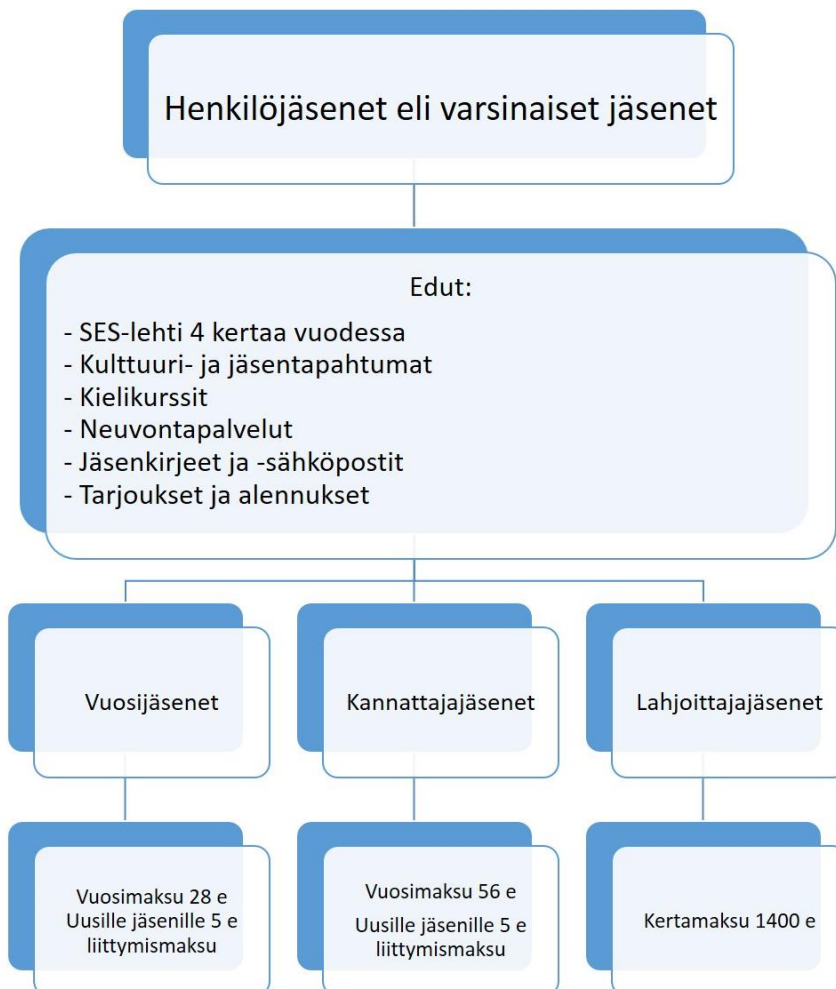 Henkilöjäsenet eli varsinaiset jäsenet
Edut:
- SES-lehti 4 kertaa vuodessa
- Kulttuuri- ja jäsentapahtumat
- Kielikurssit
- Neuvontapalvelut
- Jäsenkirjeet ja -sähköpostit
- Tarjoukset ja alennukset
Vuosijäsenet
Kannattajajäsenet
Lahjoittajajäsenet
Vuosimaksu 28 e
Uusille jäsenille 5 e
liittymismaksu
Vuosimaksu 56 e
Uusille jäsenille 5 e
liittymismaksu
Kertamaksu 1400 e